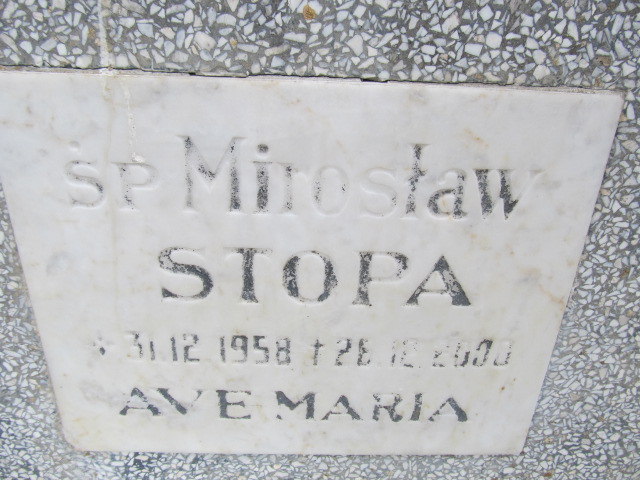 ŚP Mirosław
STOPA
* 31.12 1958 † 26.12.2000
AVE MARIA